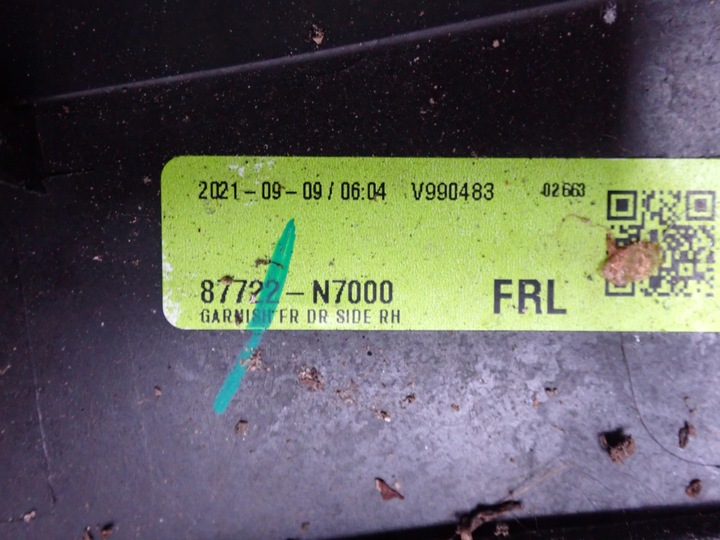 2021-09-09 / 06:04 V990483 02663
87722-N7000 FRL
GARNISH FR DR SIDE RH